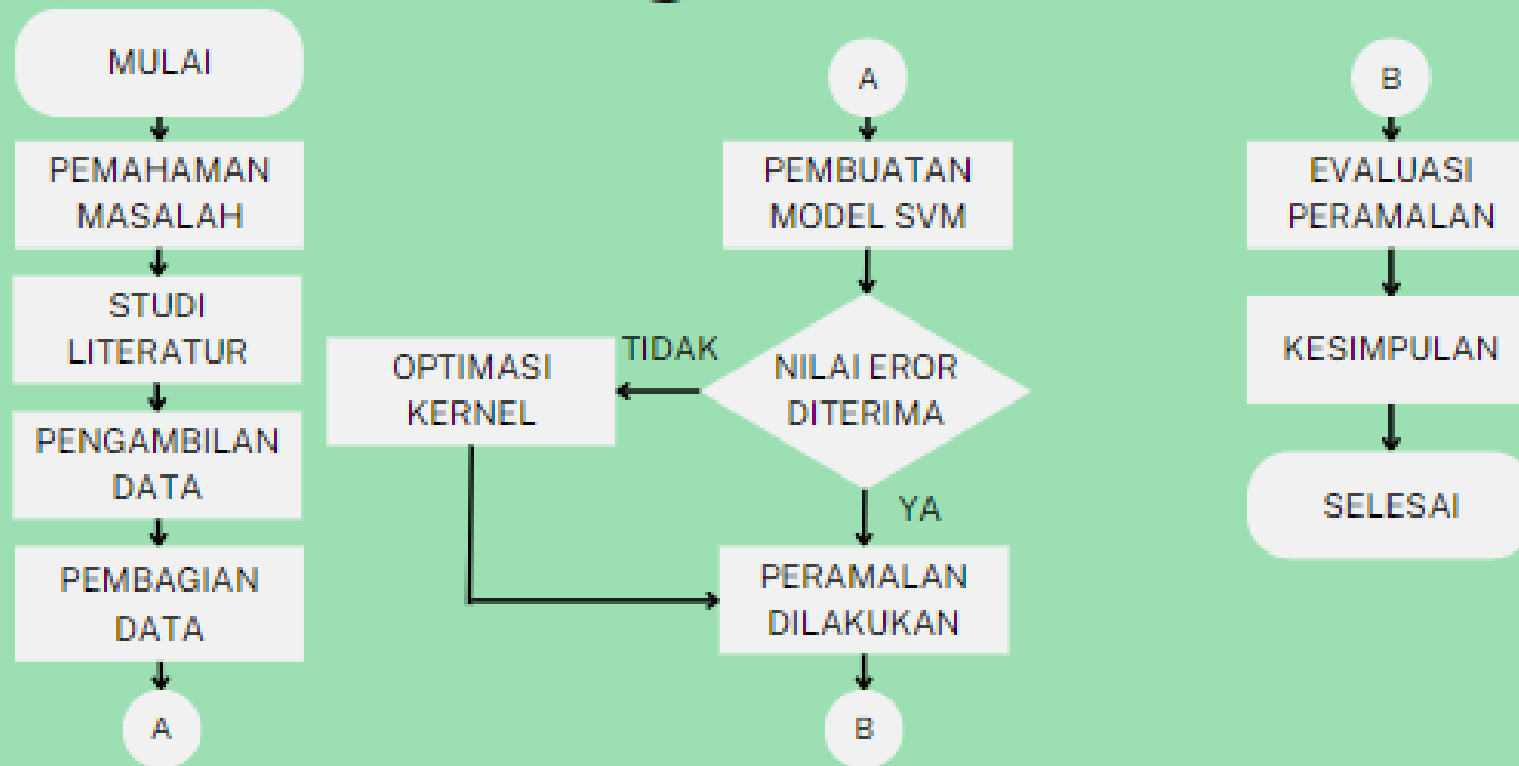 MULAI
PEMAHAMAN
MASALAH
STUDI
LITERATUR
PENGAMBILAN
DATA
PEMBAGIAN
DATA
A
A
PEMBUATAN
MODEL SVM
NILAI EROR
DITERIMA
TIDAK
OPTIMASI
KERNEL
YA
PERAMALAN
DILAKUKAN
B
B
EVALUASI
PERAMALAN
KESIMPULAN
SELESAI